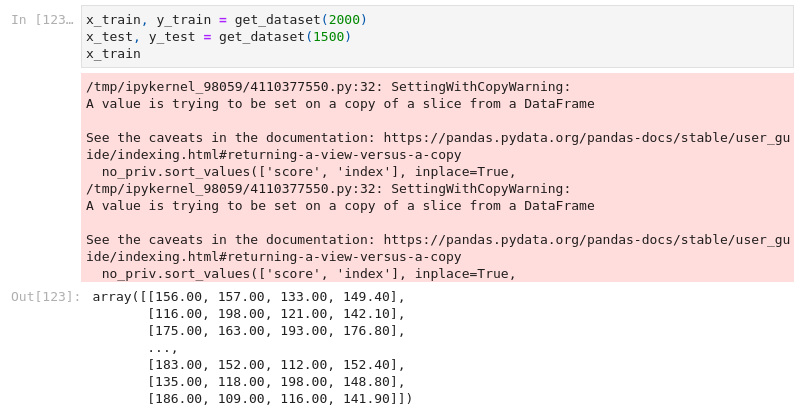 In [123…
x_train, y_train = get_dataset(2000)
x_test, y_test = get_dataset(1500)
x_train
/tmp/ipykernel_98059/4110377550.py:32: SettingWithCopyWarning:
A value is trying to be set on a copy of a slice from a DataFrame
See the caveats in the documentation: https://pandas.pydata.org/pandas-docs/stable/user_gu
ide/indexing.html#returning-a-view-versus-a-copy
  no_priv.sort_values(['score', 'index'], inplace=True,
/tmp/ipykernel_98059/4110377550.py:32: SettingWithCopyWarning:
A value is trying to be set on a copy of a slice from a DataFrame
See the caveats in the documentation: https://pandas.pydata.org/pandas-docs/stable/user_gu
ide/indexing.html#returning-a-view-versus-a-copy
  no_priv.sort_values(['score', 'index'], inplace=True,
Out[123]: array([[156.00, 157.00, 133.00, 149.40],
[116.00, 198.00, 121.00, 142.10],
[175.00, 163.00, 193.00, 176.80],
...,
[183.00, 152.00, 112.00, 152.40],
[135.00, 118.00, 198.00, 148.80],
[186.00, 109.00, 116.00, 141.90]])